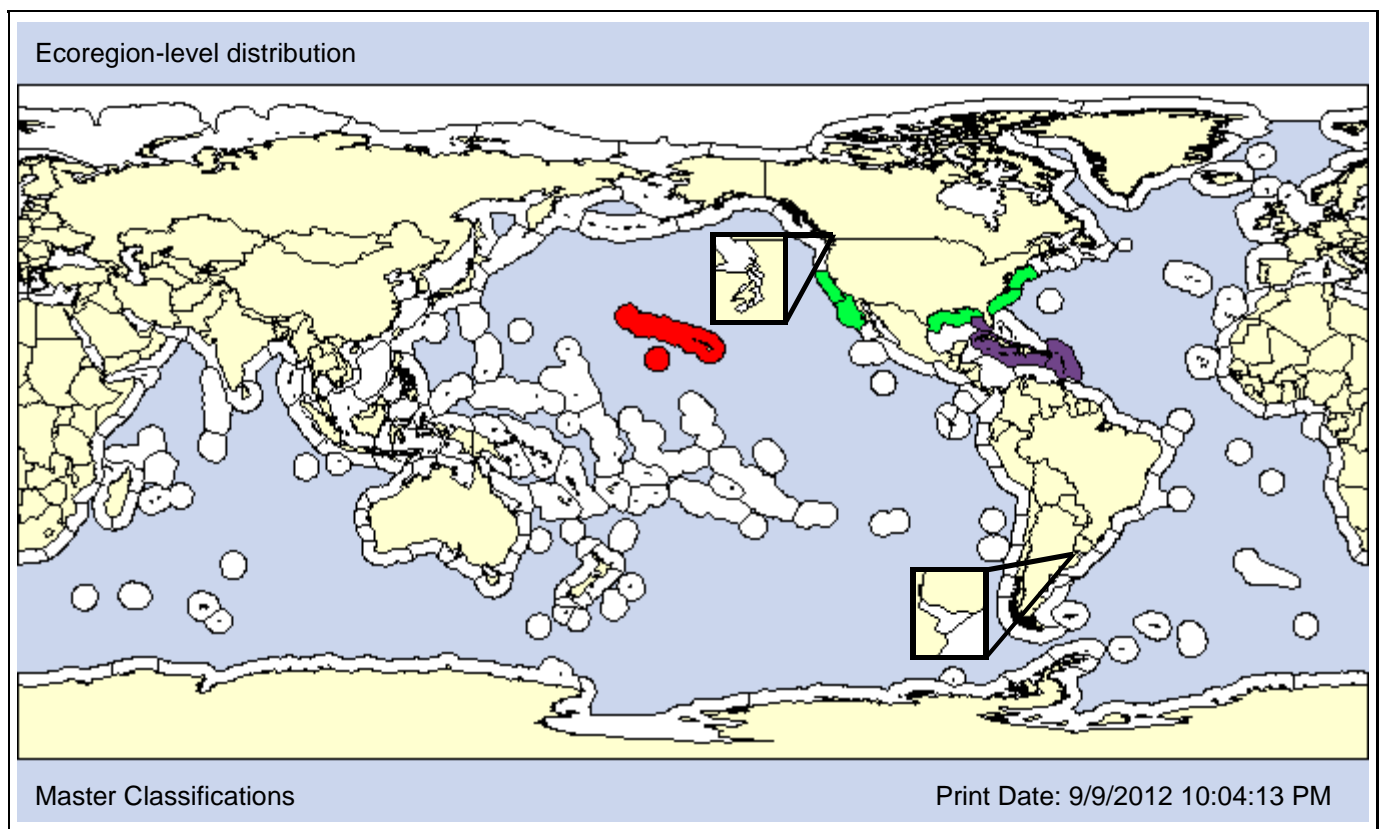 Ecoregion-level distribution
Master Classifications
Print Date: 9/9/2012 10:04:13 PM